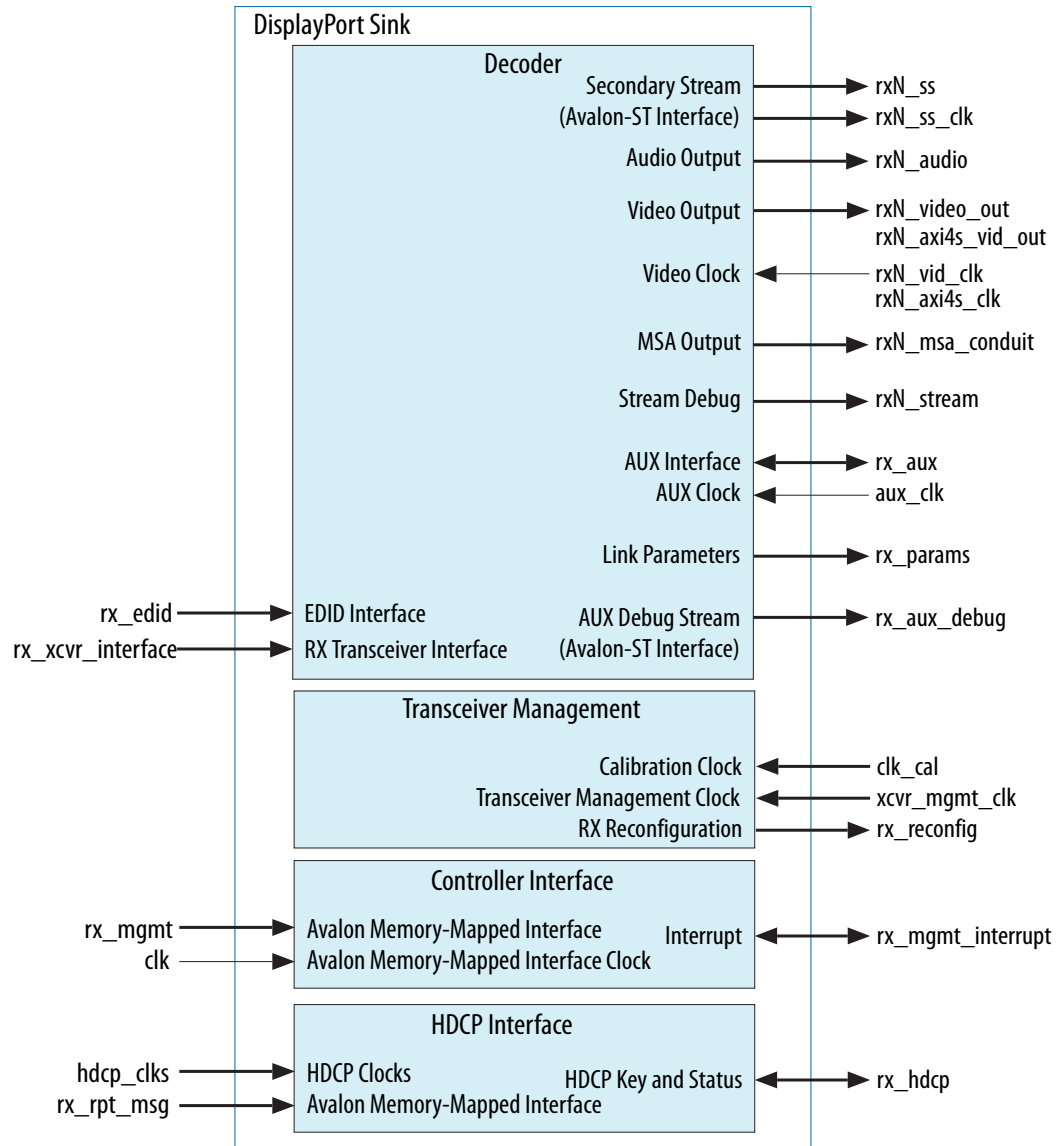 DisplayPort Sink
Decoder
Secondary Stream
(Avalon-ST Interface)
rxN_ss
rxN_ss_clk
Audio Output
rxN_audio
Video Output
rxN_video_out
rxN_axi4s_vid_out
Video Clock
rxN_vid_clk
rxN_axi4s_clk
MSA Output
rxN_msa_conduit
Stream Debug
rxN_stream
AUX Interface
rx_aux
AUX Clock
aux_clk
Link Parameters
rx_params
rx_edid
EDID Interface
rx_xcvr_interface
RX Transceiver Interface
AUX Debug Stream
(Avalon-ST Interface)
rx_aux_debug
Transceiver Management
Calibration Clock
clk_cal
Transceiver Management Clock
xcvr_mgmt_clk
RX Reconfiguration
rx_reconfig
Controller Interface
rx_mgmt
Avalon Memory-Mapped Interface
clk
Avalon Memory-Mapped Interface Clock
Interrupt
rx_mgmt_interrupt
HDCP Interface
hdcp_clks
HDCP Clocks
rx_rpt_msg
Avalon Memory-Mapped Interface
HDCP Key and Status
rx_hdcp